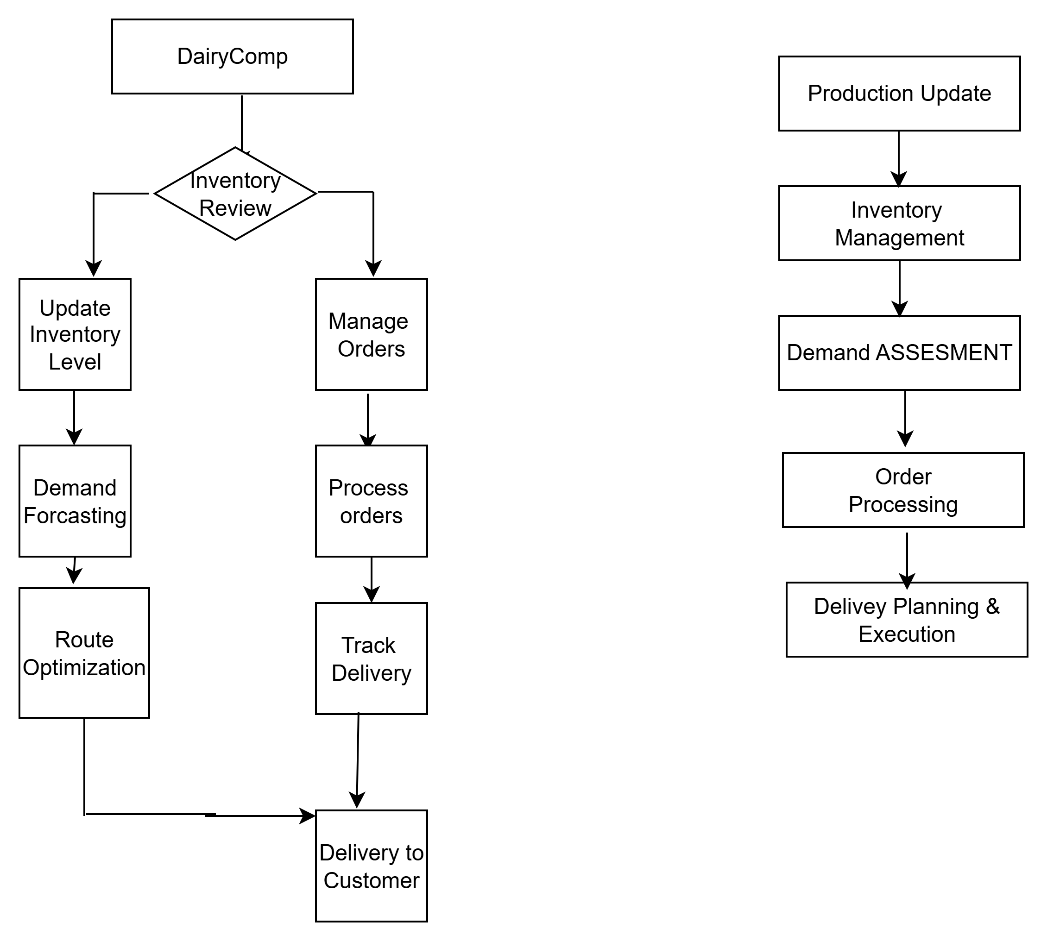 DairyComp
Inventory
Review
Update
Inventory
Level
Demand
Forcasting
Route
Optimization
Manage
Orders
Process
orders
Track
Delivery
Delivery to
Customer
Production Update
Inventory
Management
Demand ASSESMENT
Order
Processing
Delivey Planning &
Execution